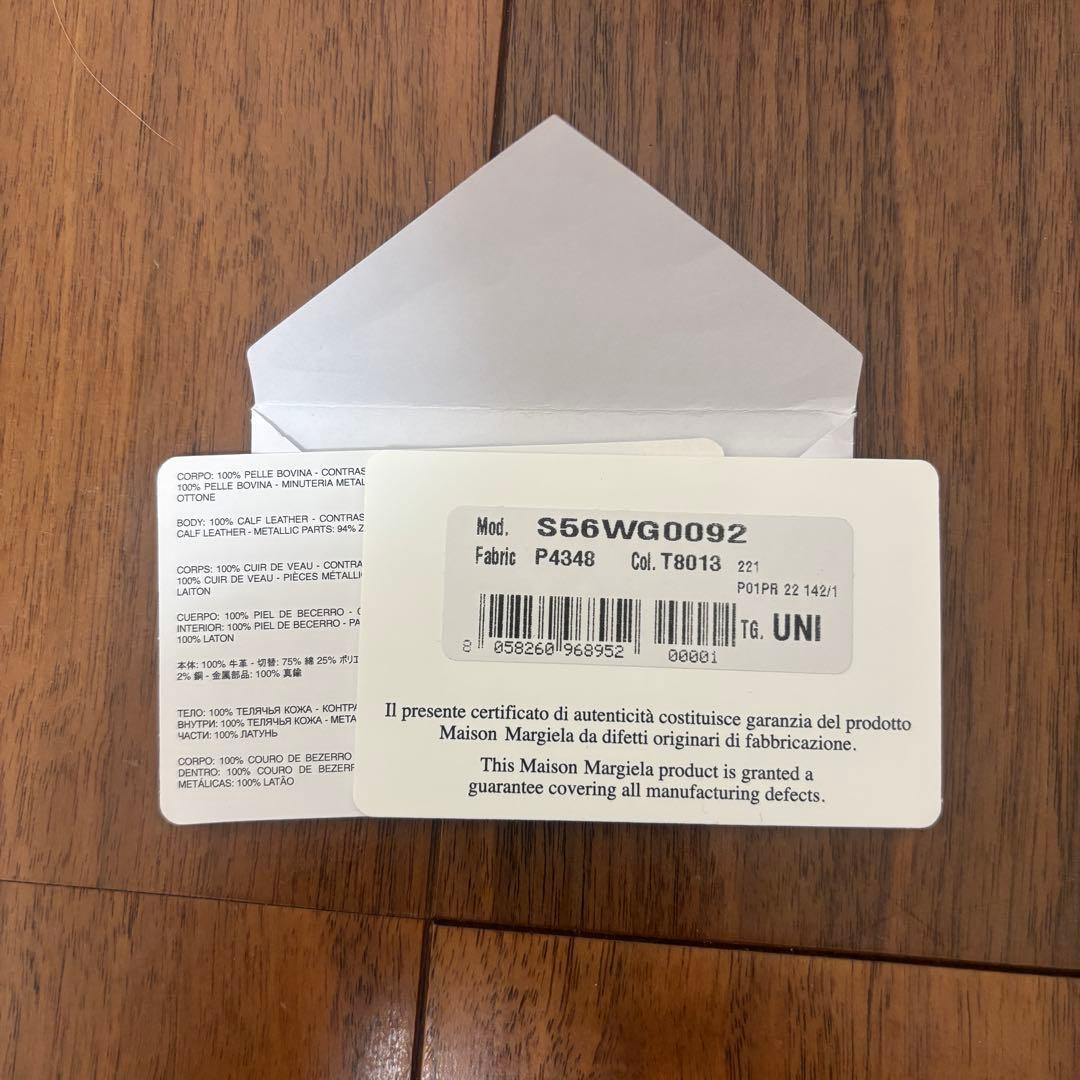 CORPO: 100% PELLE BOVINA - CONTRAS
100% PELLE BOVINA - MINUTERIA METAL
OTTONE
BODY: 100% CALF LEATHER - CONTRAS
CALF LEATHER - METALLIC PARTS: 94% Z
CORPS: 100% CUIR DE VEAU - CONTRA
100% CUIR DE VEAU - PIÈCES MÉTALLI
LAITON
CUERPO: 100% PIEL DE BECERRO - C
INTERIOR: 100% PIEL DE BECERRO - PA
100% LATON
本体: 100% 牛革 - 切替: 75% 綿 25% ポリエ
2% 銅 - 金属部品: 100% 真鍮
ТЕЛО: 100% ТЕЛЯЧЬЯ КОЖА - КОНТРА
ВНУТРИ: 100% ТЕЛЯЧЬЯ КОЖА - МЕТА
ЧАСТИ: 100% ЛАТУНЬ
CORPO: 100% COURO DE BEZERRO
DENTRO: 100% COURO DE BEZERR
METÁLICAS: 100% LATÃO
Mod. S56WG0092
Fabric P4348 Col. T8013 221
P01PR 22 142/1
TG. UNI
8 058260 968952 00001
Il presente certificato di autenticità costituisce garanzia del prodotto
Maison Margiela da difetti originari di fabbricazione.
This Maison Margiela product is granted a
guarantee covering all manufacturing defects.